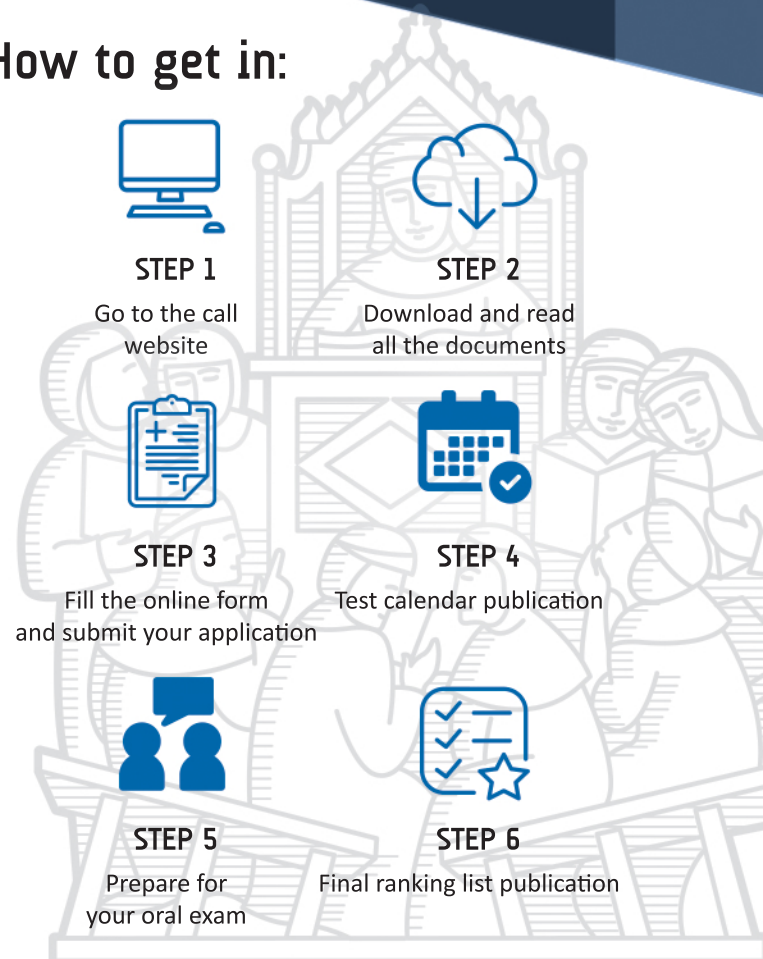 How to get in:
STEP 1
Go to the call
website
STEP 2
Download and read
all the documents
STEP 3
Fill the online form
and submit your application
STEP 4
Test calendar publication
STEP 5
Prepare for
your oral exam
STEP 6
Final ranking list publication